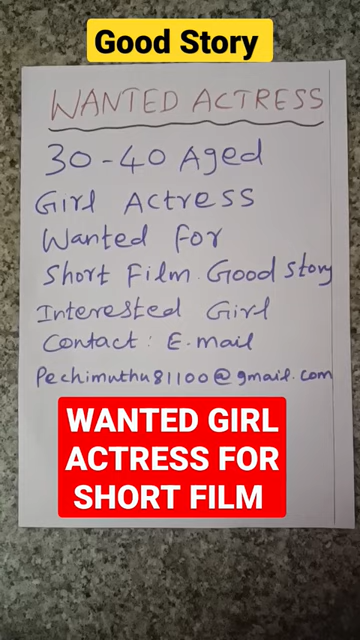 Good Story
WANTED ACTRESS
30-40 Aged
Girl Actress
Wanted For
Short Film. Good Story
Interested Girl
Contact: E.mail
Pechimuthu81100@gmail.com
WANTED GIRL
ACTRESS FOR
SHORT FILM